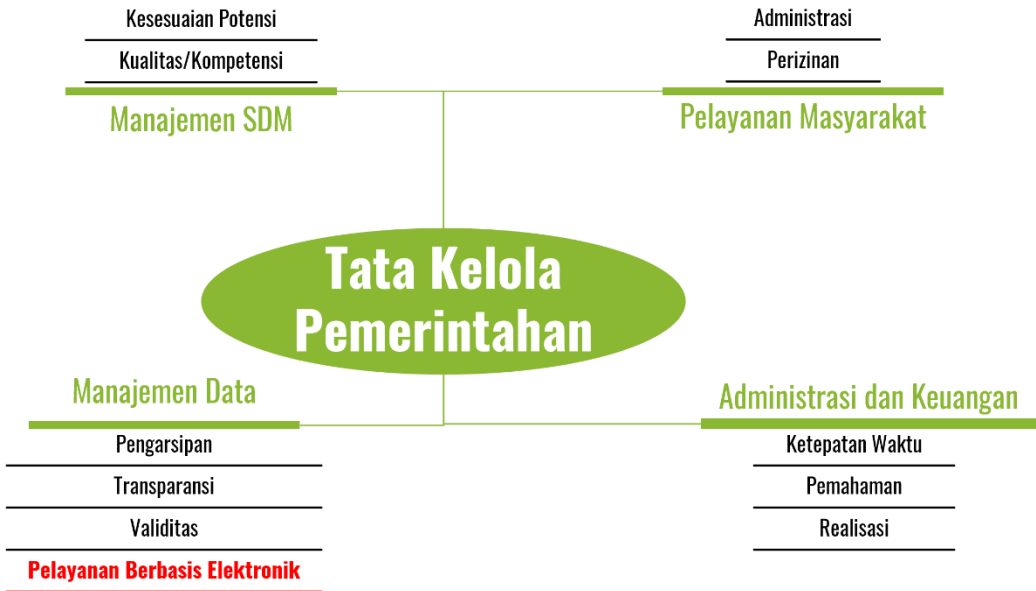 Kesesuaian Potensi
Kualitas/Kompetensi
Manajemen SDM
Administrasi
Perizinan
Pelayanan Masyarakat
Tata Kelola
Pemerintahan
Manajemen Data
Pengarsipan
Transparansi
Validitas
Pelayanan Berbasis Elektronik
Administrasi dan Keuangan
Ketepatan Waktu
Pemahaman
Realisasi